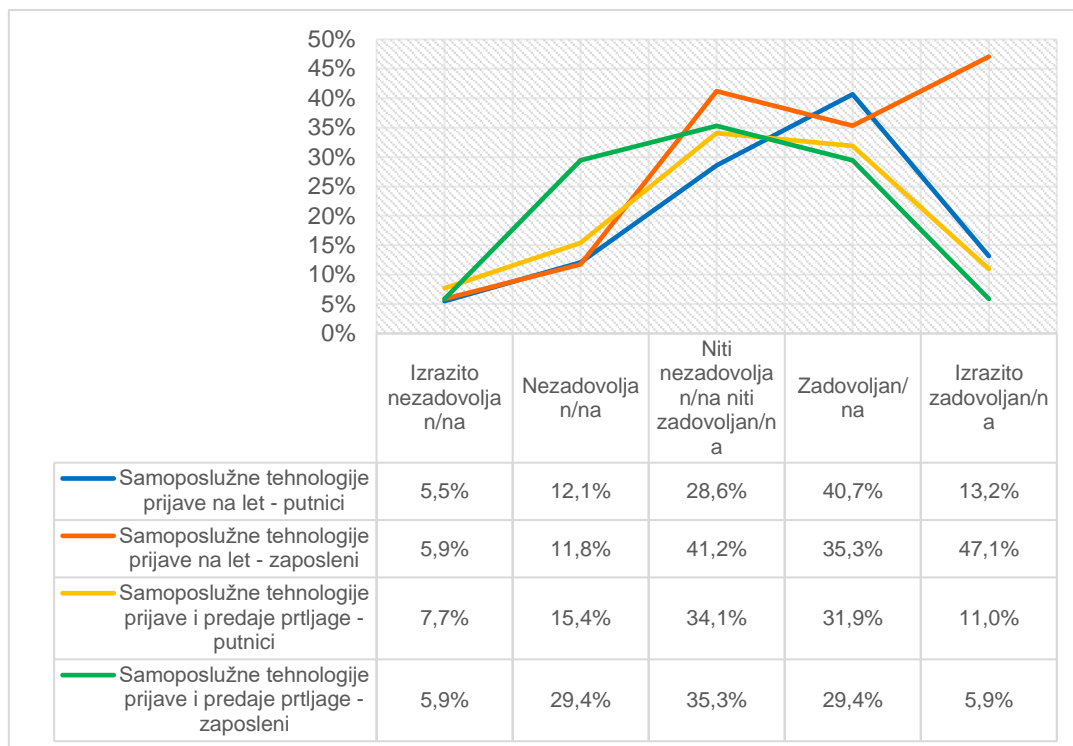 50%
45%
40%
35%
30%
25%
20%
15%
10%
5%
0%
Izrazito
nezadovolja
n/na
Nezadovolja
n/na
Niti
nezadovolja
n/na niti
zadovoljan/n
a
Zadovoljan/
na
Izrazito
zadovoljan/n
a
Samoposlužne tehnologije
prijave na let - putnici
5,5% 12,1% 28,6% 40,7% 13,2%
Samoposlužne tehnologije
prijave na let - zaposleni
5,9% 11,8% 41,2% 35,3% 47,1%
Samoposlužne tehnologije
prijave i predaje prtljage -
putnici
7,7% 15,4% 34,1% 31,9% 11,0%
Samoposlužne tehnologije
prijave i predaje prtljage -
zaposleni
5,9% 29,4% 35,3% 29,4% 5,9%